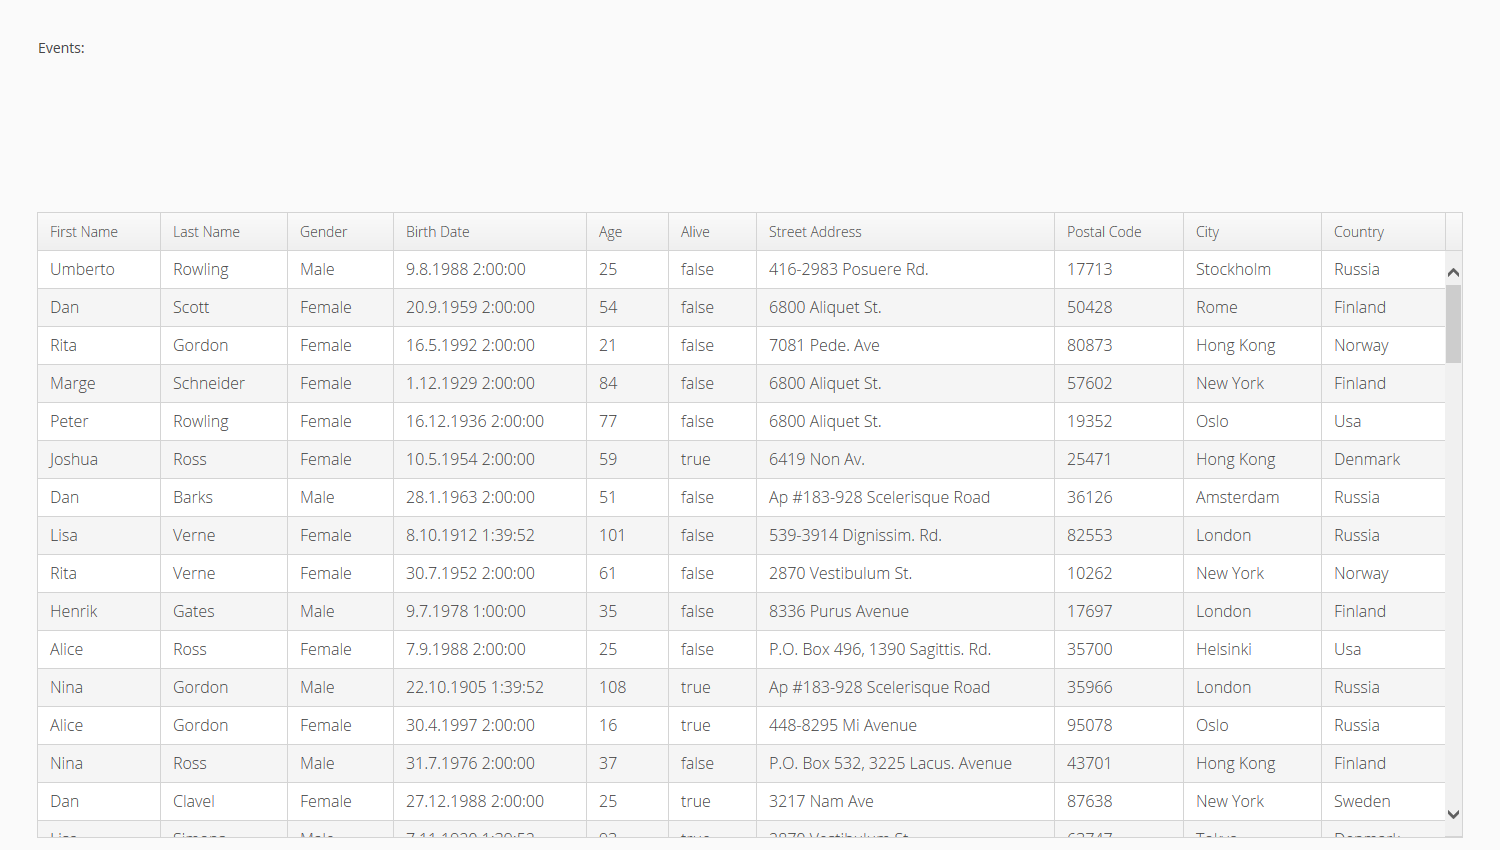 Events:
First Name Last Name Gender Birth Date Age Alive Street Address Postal Code City Country
Umberto Rowling Male 9.8.1988 2:00:00 25 false 416-2983 Posuere Rd. 17713 Stockholm Russia
Dan Scott Female 20.9.1959 2:00:00 54 false 6800 Aliquet St. 50428 Rome Finland
Rita Gordon Female 16.5.1992 2:00:00 21 false 7081 Pede. Ave 80873 Hong Kong Norway
Marge Schneider Female 1.12.1929 2:00:00 84 false 6800 Aliquet St. 57602 New York Finland
Peter Rowling Female 16.12.1936 2:00:00 77 false 6800 Aliquet St. 19352 Oslo Usa
Joshua Ross Female 10.5.1954 2:00:00 59 true 6419 Non Av. 25471 Hong Kong Denmark
Dan Barks Male 28.1.1963 2:00:00 51 false Ap #183-928 Scelerisque Road 36126 Amsterdam Russia
Lisa Verne Female 8.10.1912 1:39:52 101 false 539-3914 Dignissim. Rd. 82553 London Russia
Rita Verne Female 30.7.1952 2:00:00 61 false 2870 Vestibulum St. 10262 New York Norway
Henrik Gates Male 9.7.1978 1:00:00 35 false 8336 Purus Avenue 17697 London Finland
Alice Ross Female 7.9.1988 2:00:00 25 false P.O. Box 496, 1390 Sagittis. Rd. 35700 Helsinki Usa
Nina Gordon Male 22.10.1905 1:39:52 108 true Ap #183-928 Scelerisque Road 35966 London Russia
Alice Gordon Female 30.4.1997 2:00:00 16 true 448-8295 Mi Avenue 95078 Oslo Russia
Nina Ross Male 31.7.1976 2:00:00 37 false P.O. Box 532, 3225 Lacus. Avenue 43701 Hong Kong Finland
Dan Clavel Female 27.12.1988 2:00:00 25 true 3217 Nam Ave 87638 New York Sweden